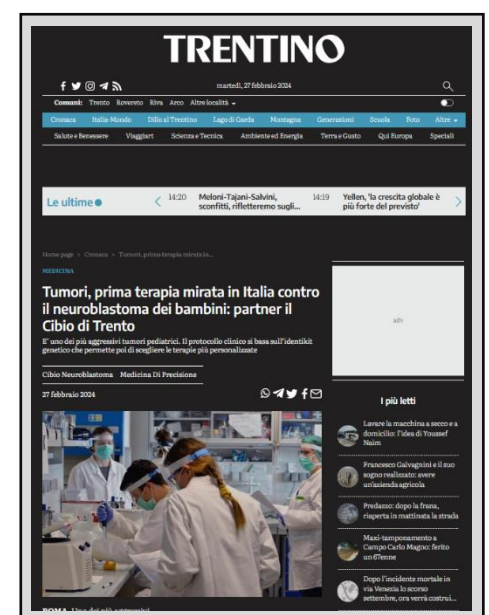 TRENTINO
martedì, 27 febbraio 2024
Comuni: Trento Rovereto Riva Arco Altre località
Cronaca Italia-Mondo Dillo al Trentino Lago di Garda Montagna Generazioni Scuola Foto Altre
Salute e Benessere Viaggiart Scienza e Tecnica Ambiente ed Energia Terra e Gusto Qui Europa Speciali
Le ultime
14:20 Meloni-Tajani-Salvini,
sconfitti, rifletteremo sugli...
14:19 Yellen, 'la crescita globale è
più forte del previsto'
Home page > Cronaca > Tumori, prima terapia mirata in...
MEDICINA
Tumori, prima terapia mirata in Italia contro
il neuroblastoma dei bambini: partner il
Cibio di Trento
E' uno dei più aggressivi tumori pediatrici. Il protocollo clinico si basa sull'identikit
genetico che permette poi di scegliere le terapie più personalizzate
Cibio Neuroblastoma Medicina Di Precisione
27 febbraio 2024
adv
I più letti
Lavare la macchina a secco e a
domicilio: l'idea di Youssef
Naim
Francesco Galvagnini e il suo
sogno realizzato: avere
un'azienda agricola
Predazzo: dopo la frana,
riaperta in mattinata la strada
Maxi-tamponamento a
Campo Carlo Magno: ferito
un 67enne
Dopo l'incidente mortale in
via Venezia lo scorso
settembre, ora verrà costrui...
ROMA. Uno dei più aggressivi